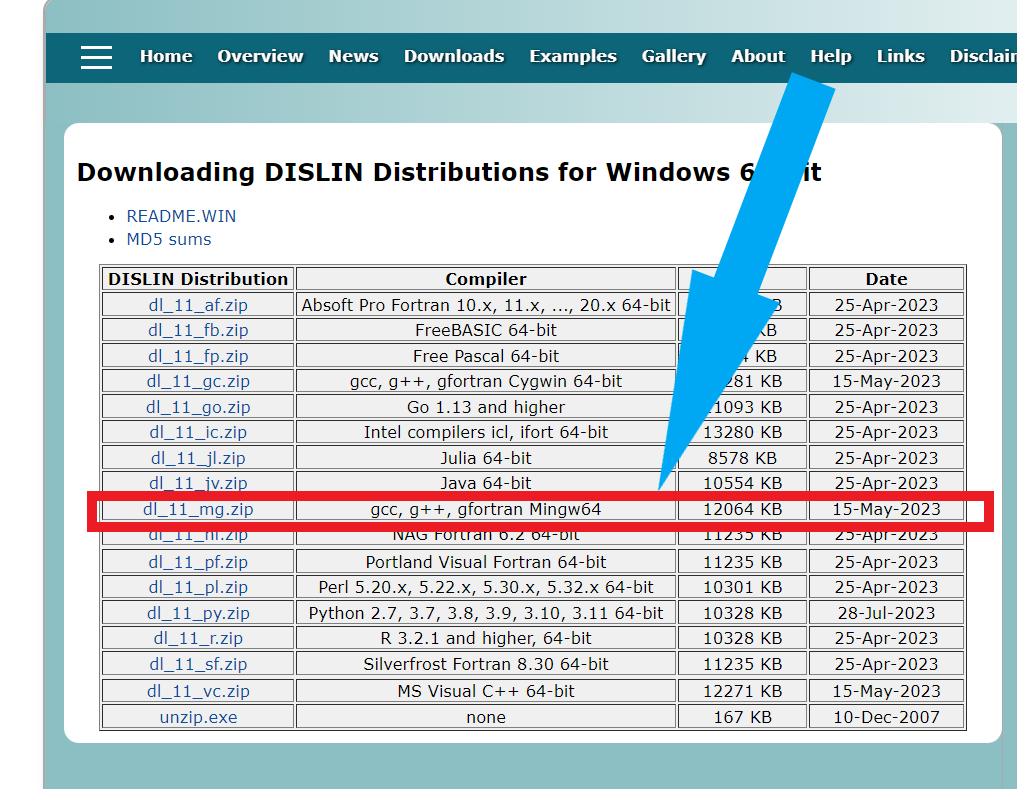 Home Overview News Downloads Examples Gallery About Help Links Disclaim
Downloading DISLIN Distributions for Windows 6 it
README.WIN
MD5 sums
DISLIN Distribution Compiler Date
dl_11_af.zip Absoft Pro Fortran 10.x, 11.x, ..., 20.x 64-bit 25-Apr-2023
dl_11_fb.zip FreeBASIC 64-bit KB 25-Apr-2023
dl_11_fp.zip Free Pascal 64-bit KB 25-Apr-2023
dl_11_gc.zip gcc, g++, gfortran Cygwin 64-bit 281 KB 15-May-2023
dl_11_go.zip Go 1.13 and higher 11093 KB 25-Apr-2023
dl_11_ic.zip Intel compilers icl, ifort 64-bit 13280 KB 25-Apr-2023
dl_11_jl.zip Julia 64-bit 8578 KB 25-Apr-2023
dl_11_jv.zip Java 64-bit 10554 KB 25-Apr-2023
dl_11_mg.zip gcc, g++, gfortran Mingw64 12064 KB 15-May-2023
dl_11_nl.zip NAG Fortran 6.2 64-bit 11235 KB 25-Apr-2023
dl_11_pf.zip Portland Visual Fortran 64-bit 11235 KB 25-Apr-2023
dl_11_pl.zip Perl 5.20.x, 5.22.x, 5.30.x, 5.32.x 64-bit 10301 KB 25-Apr-2023
dl_11_py.zip Python 2.7, 3.7, 3.8, 3.9, 3.10, 3.11 64-bit 10328 KB 28-Jul-2023
dl_11_r.zip R 3.2.1 and higher, 64-bit 10328 KB 25-Apr-2023
dl_11_sf.zip Silverfrost Fortran 8.30 64-bit 11235 KB 25-Apr-2023
dl_11_vc.zip MS Visual C++ 64-bit 12271 KB 15-May-2023
unzip.exe none 167 KB 10-Dec-2007